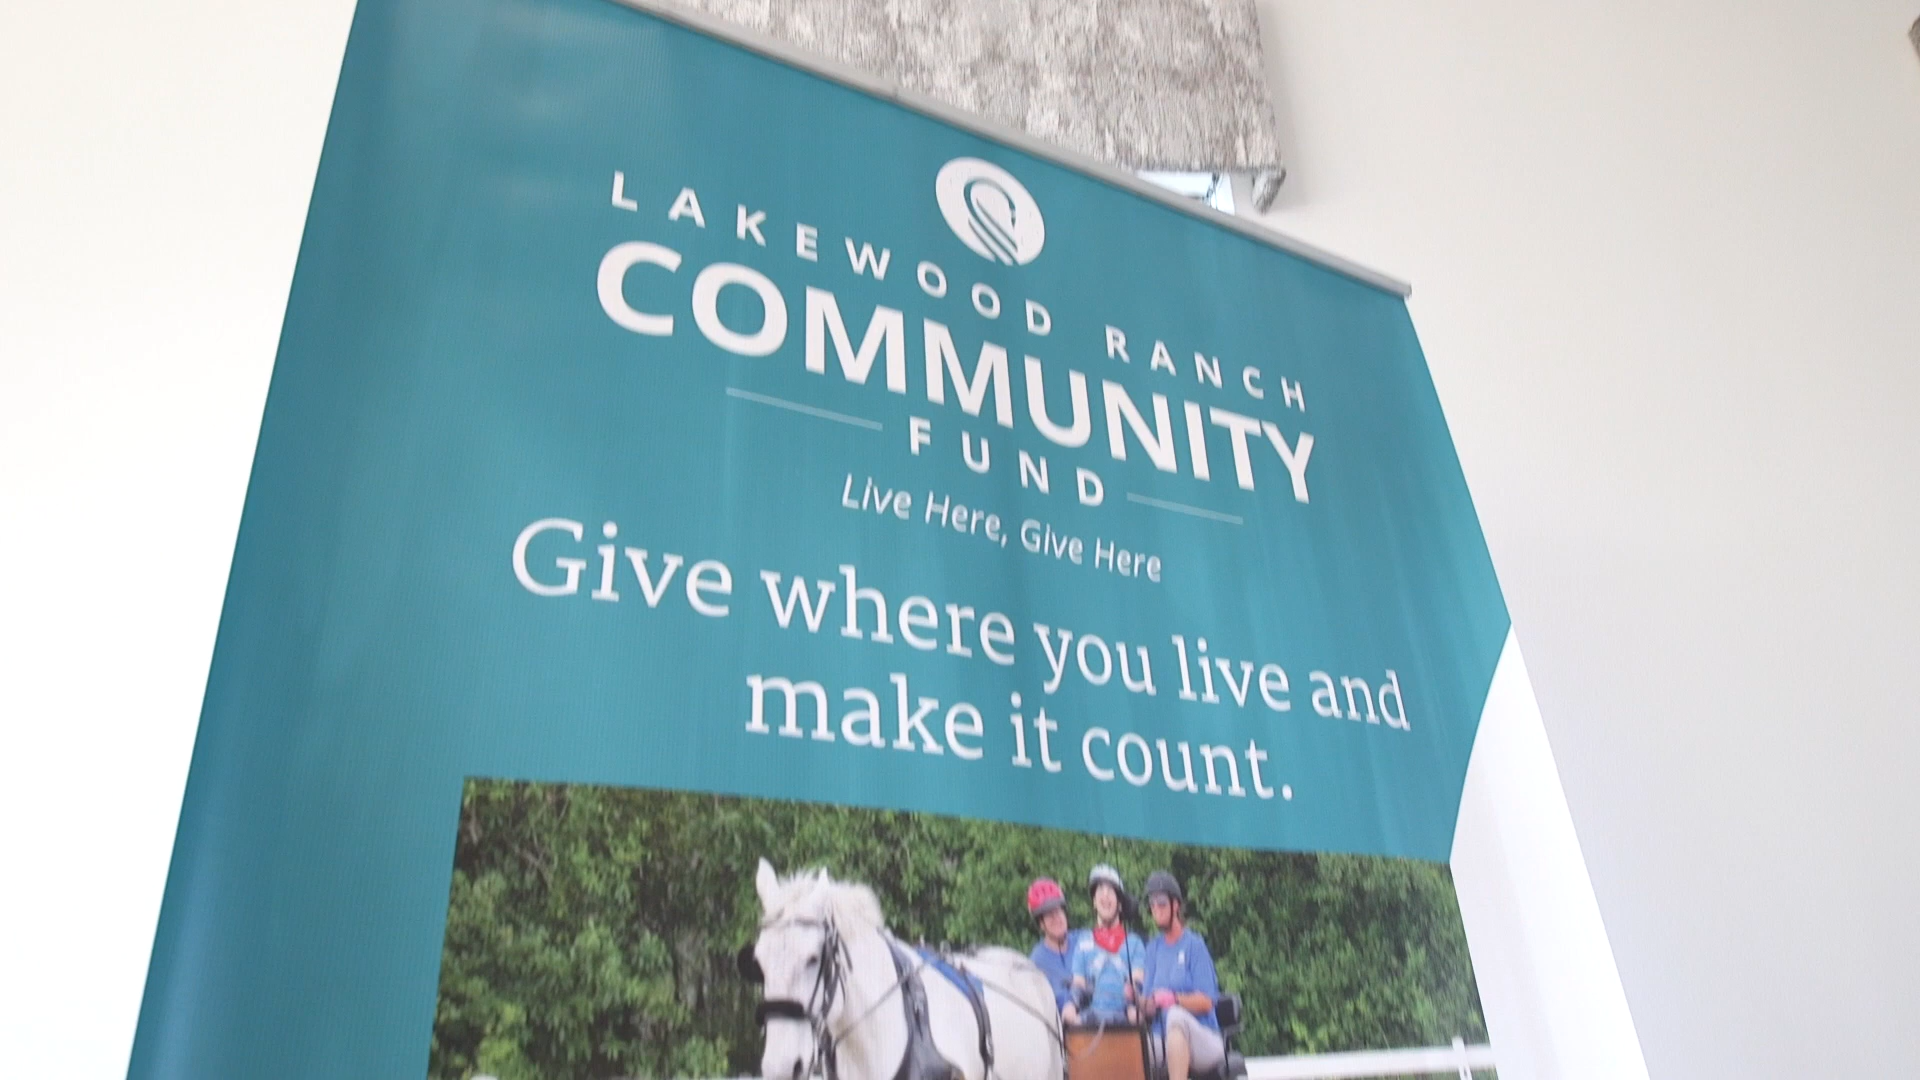 LAKEWOOD RANCH
COMMUNITY
FUND
Live Here, Give Here
Give where you live and
make it count.